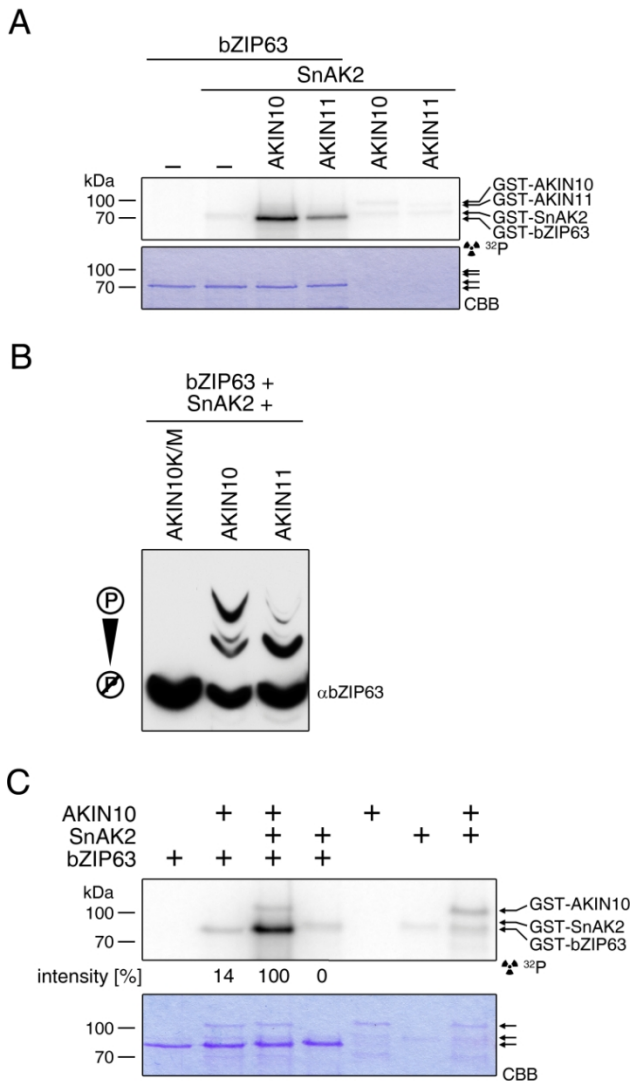 A
bZIP63
SnAK2
– – AKIN10 AKIN11 AKIN10 AKIN11
kDa
100
70
GST-AKIN10
GST-AKIN11
GST-SnAK2
GST-bZIP63
32P
100
70
CBB
B
bZIP63 +
SnAK2 +
AKIN10K/M AKIN10 AKIN11
P
P
αbZIP63
C
AKIN10 + + + +
SnAK2 + + + +
bZIP63 + + + +
kDa
100
70
GST-AKIN10
GST-SnAK2
GST-bZIP63
32P
intensity [%] 14 100 0
100
70
CBB